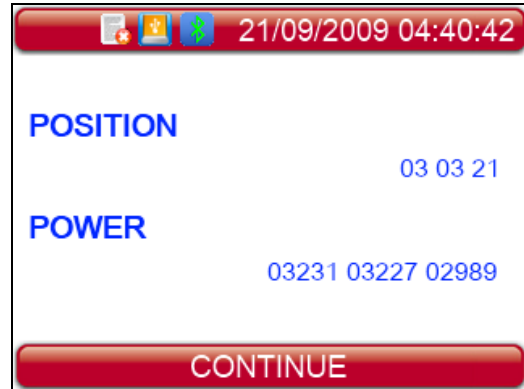 21/09/2009 04:40:42
POSITION
03 03 21
POWER
03231 03227 02989
CONTINUE